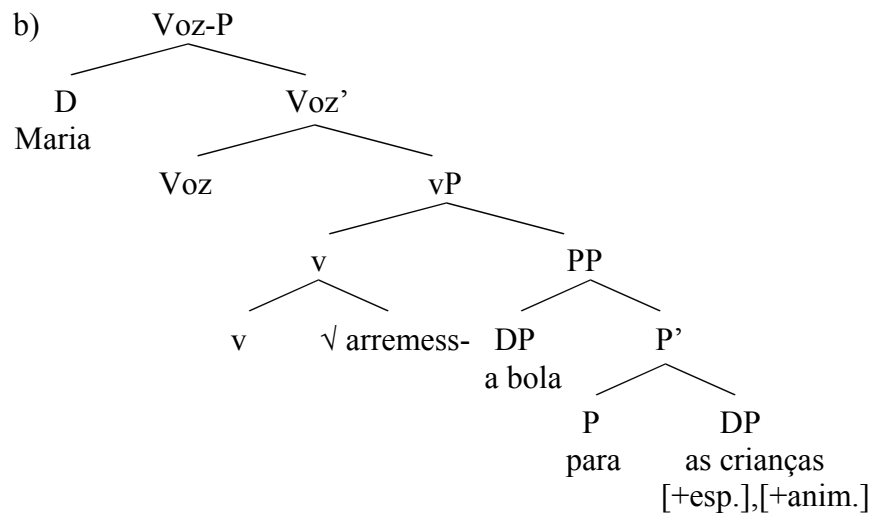 b) Voz-P
D Voz’
Maria
Voz vP
v PP
v √ arremess- DP P’
a bola
P DP
para as crianças
[+esp.],[+anim.]